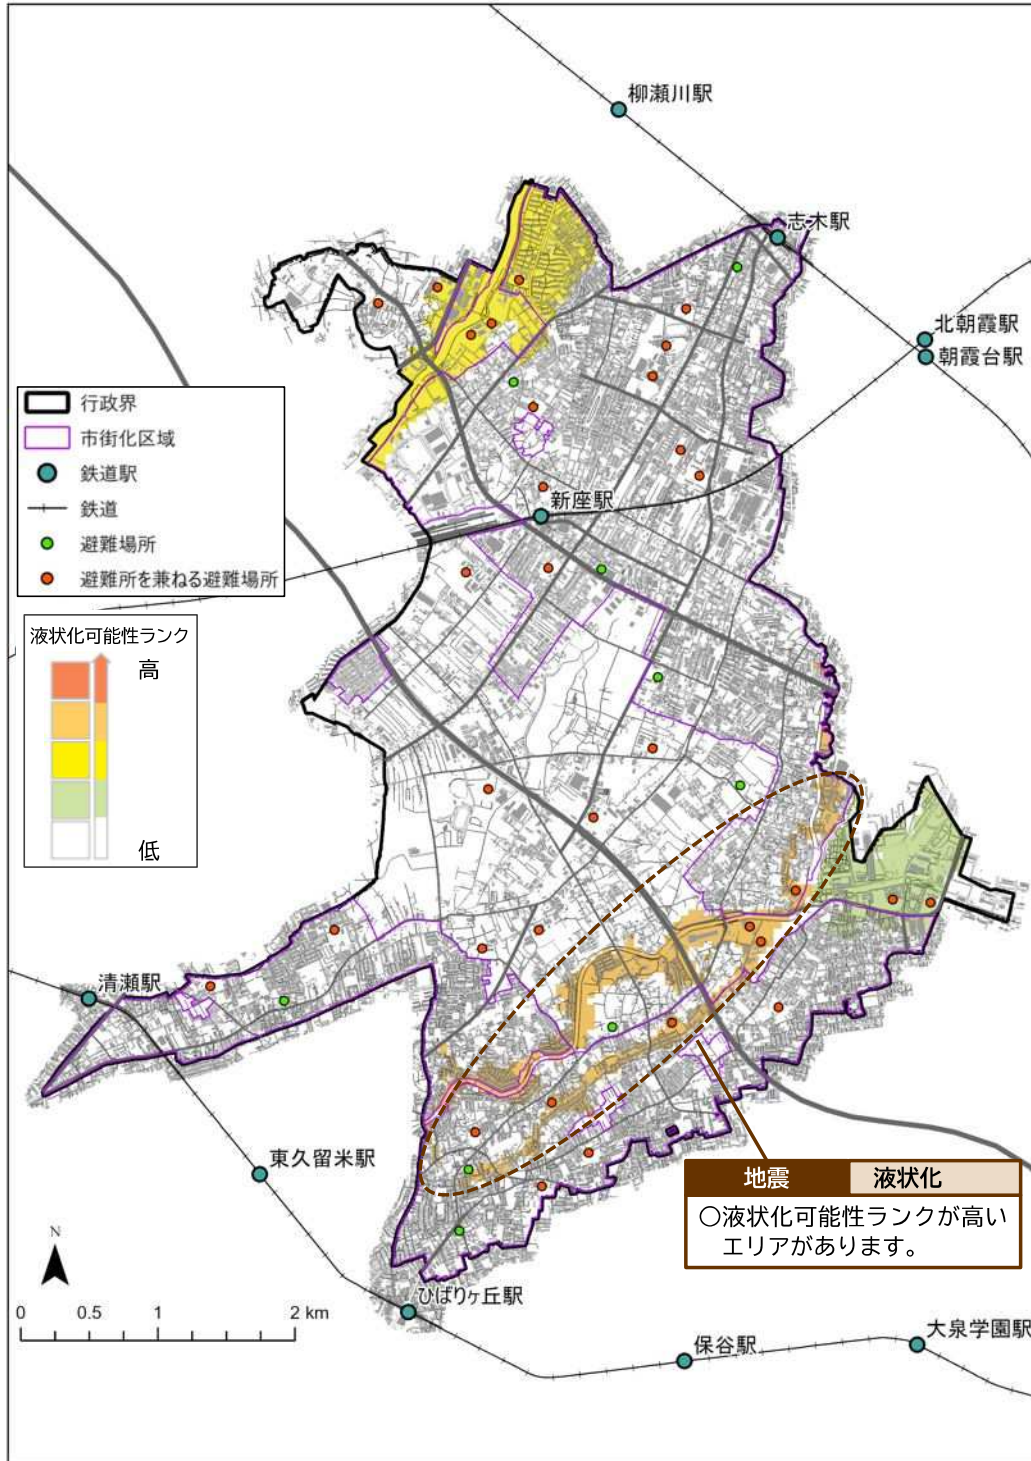 柳瀬川駅
志木駅
北朝霞駅
朝霞台駅
行政界
市街化区域
鉄道駅
鉄道
避難場所
避難所を兼ねる避難場所
新座駅
液状化可能性ランク
高
低
清瀬駅
東久留米駅
地震
液状化
○液状化可能性ランクが高い
エリアがあります。
N
0 0.5 1 2 km
ひばりヶ丘駅
保谷駅
大泉学園駅